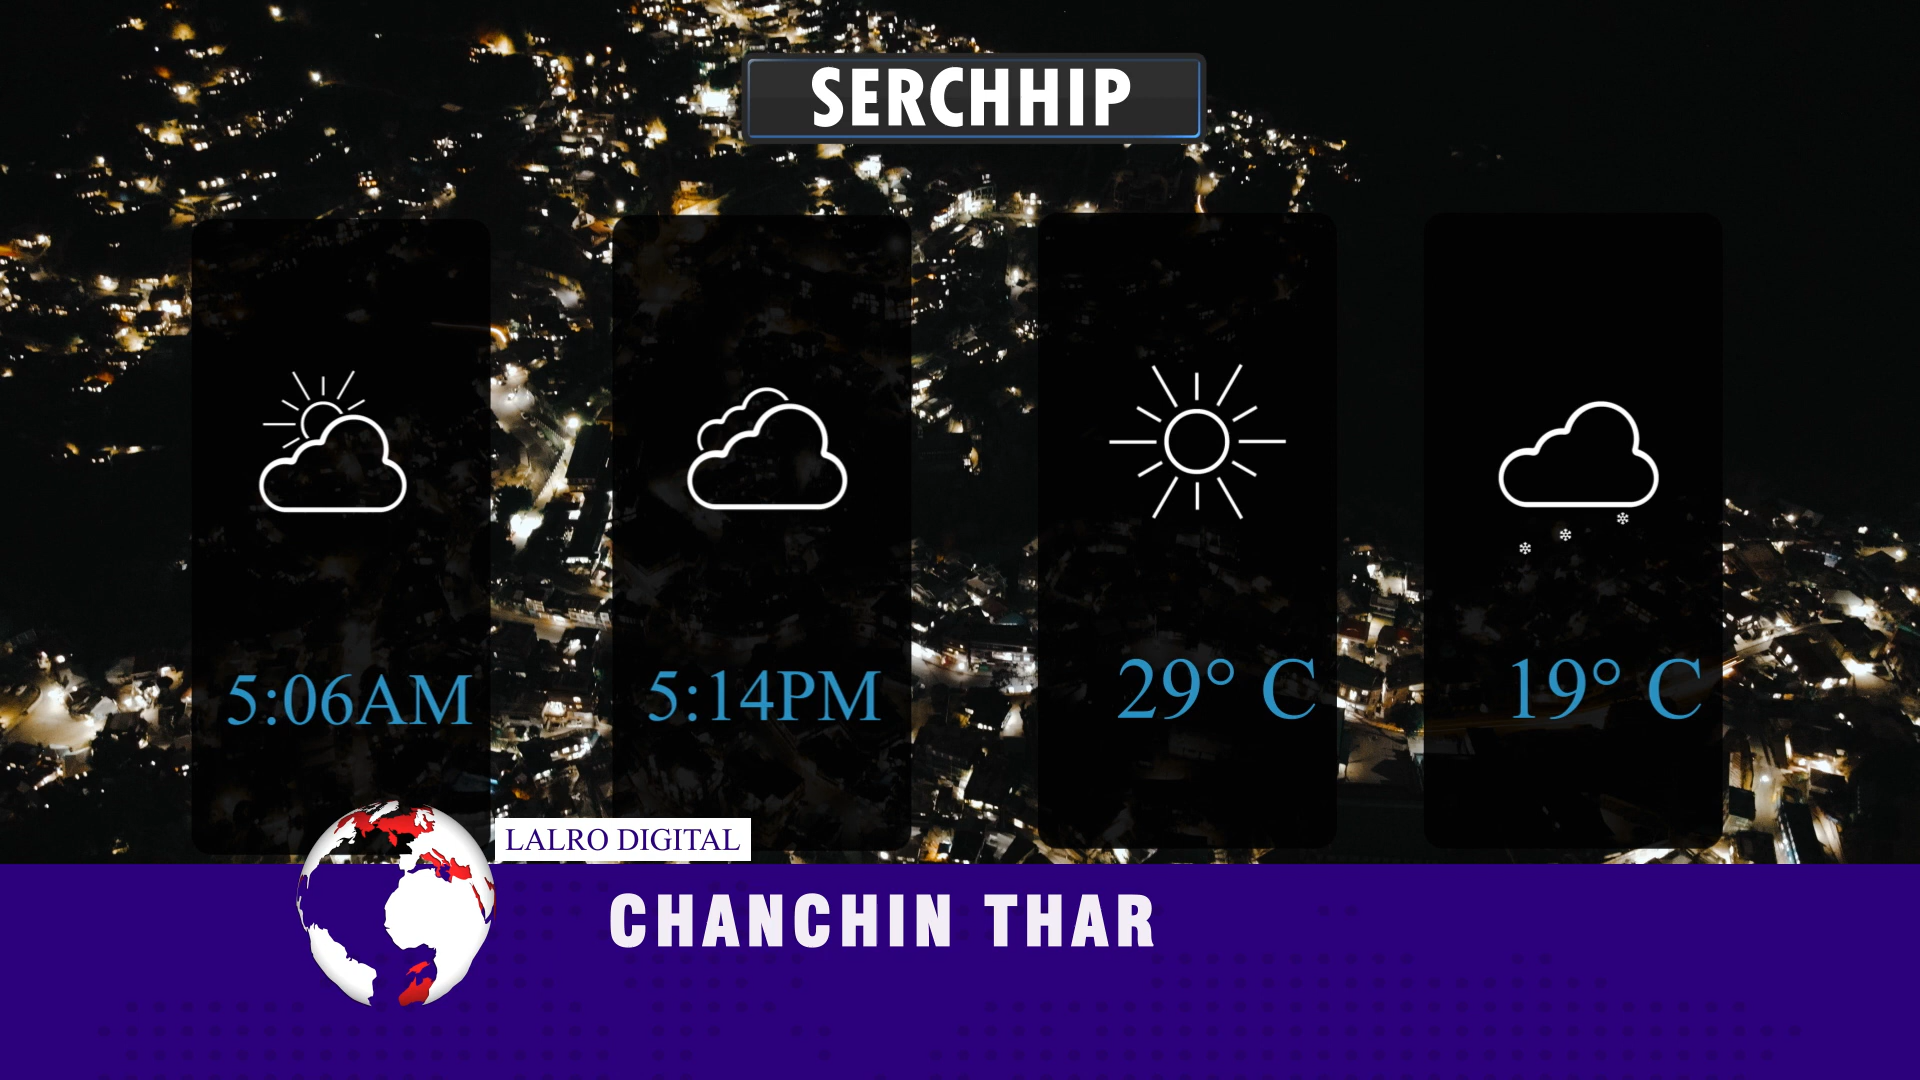 SERCHHIP
5:06AM
5:14PM
29° C
19° C
LALRO DIGITAL
CHANCHIN THAR